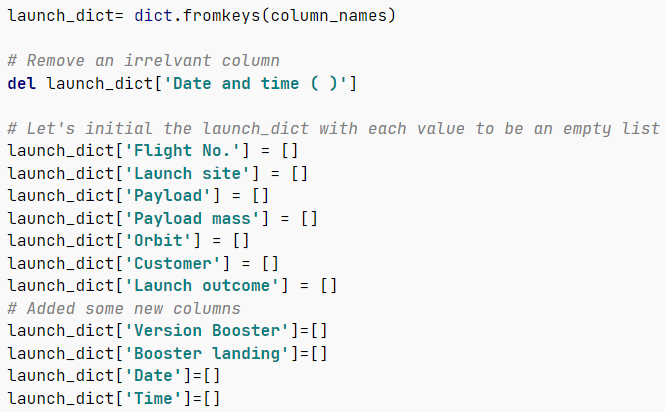 launch_dict= dict.fromkeys(column_names)
# Remove an irrelvant column
del launch_dict['Date and time ( )']
# Let's initial the launch_dict with each value to be an empty list
launch_dict['Flight No.'] = []
launch_dict['Launch site'] = []
launch_dict['Payload'] = []
launch_dict['Payload mass'] = []
launch_dict['Orbit'] = []
launch_dict['Customer'] = []
launch_dict['Launch outcome'] = []
# Added some new columns
launch_dict['Version Booster']=[]
launch_dict['Booster landing']=[]
launch_dict['Date']=[]
launch_dict['Time']=[]